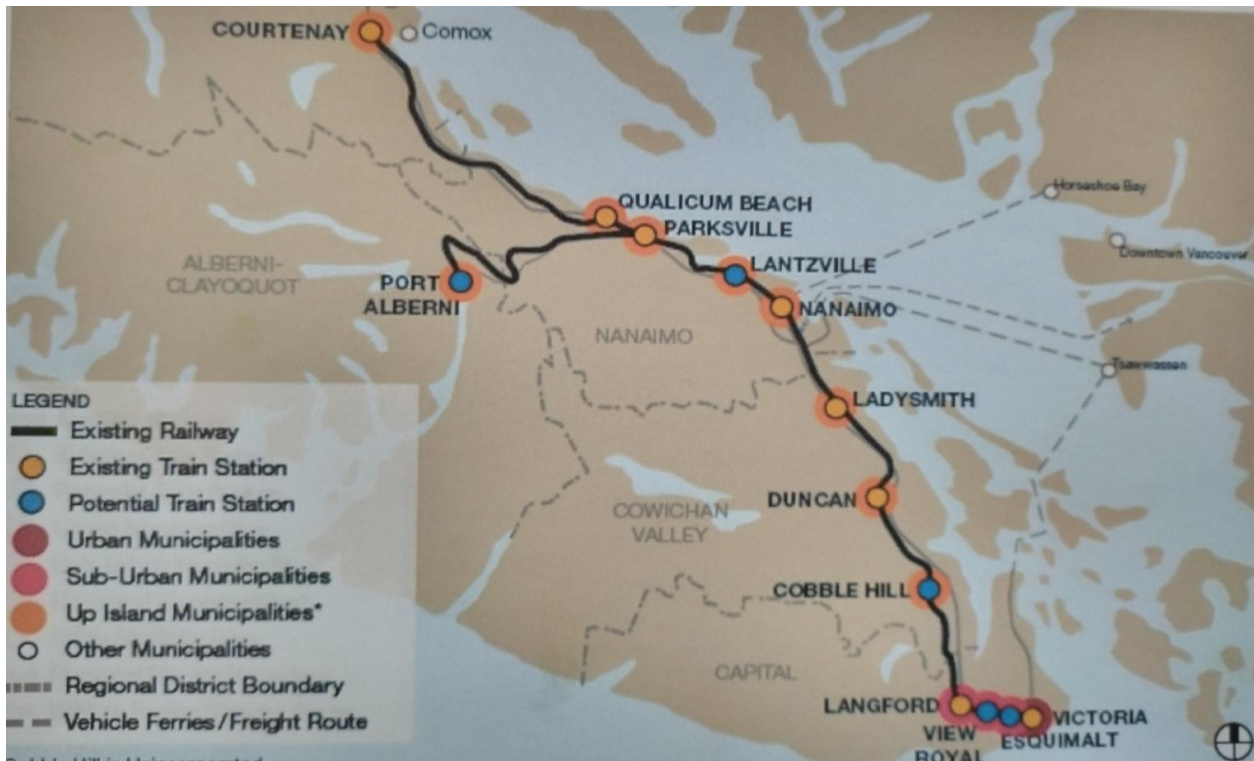 COURTENAY
Comox
QUALICUM BEACH
PARKSVILLE
Horseshoe Bay
Downtown Vancouver
ALBERNI-
CLAYOQUOT
PORT
ALBERNI
LANTZVILLE
NANAIMO
NANAIMO
Tsawwassen
LADYSMITH
DUNCAN
COWICHAN
VALLEY
COBBLE HILL
CAPITAL
LANGFORD
VIEW
ROYAL
ESQUIMALT
VICTORIA
LEGEND
Existing Railway
Existing Train Station
Potential Train Station
Urban Municipalities
Sub-Urban Municipalities
Up Island Municipalities*
Other Municipalities
Regional District Boundary
Vehicle Ferries/Freight Route